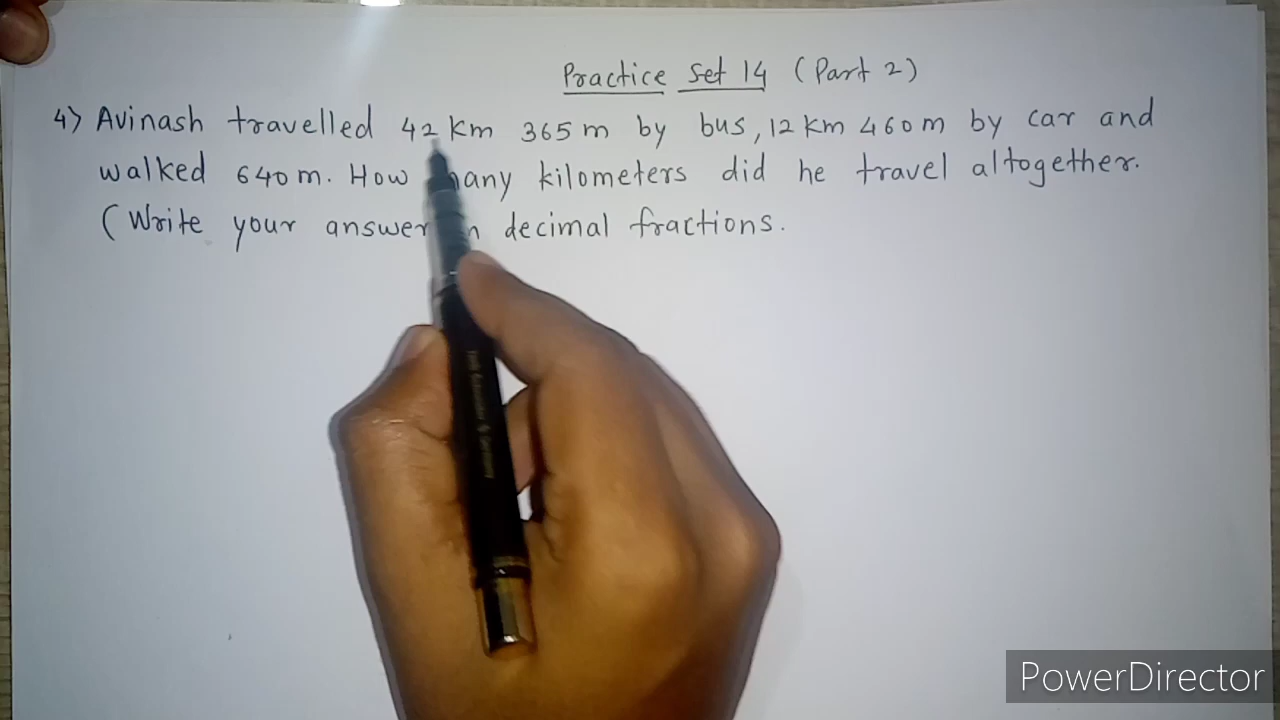 Practice Set 14 (Part 2)
4) Avinash travelled 42 km 365 m by bus, 12 km 460 m by car and
walked 640 m. How many kilometers did he travel altogether.
(Write your answer in decimal fractions.
PowerDirector